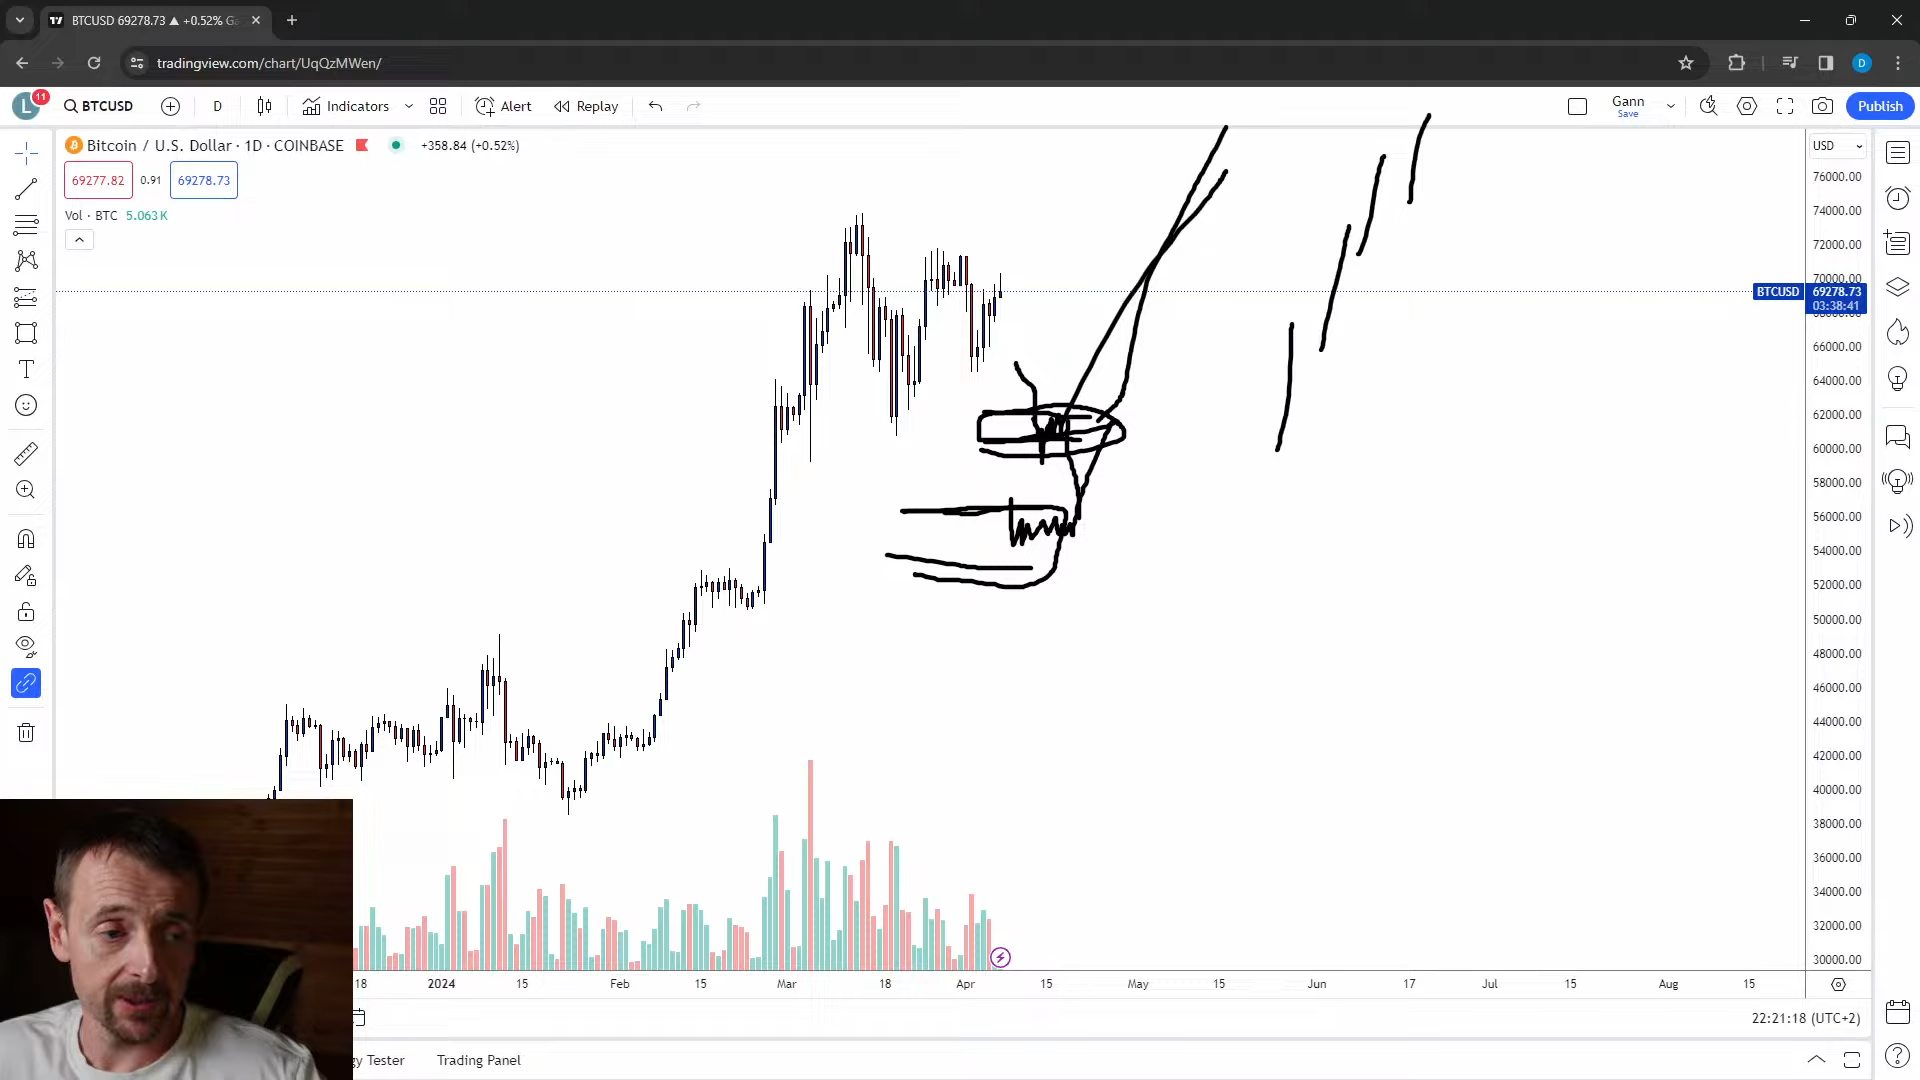 BTCUSD 69278.73 ▲ +0.52% G
tradingview.com/chart/UqQzMWen/
D
L
11
BTCUSD
D
Indicators
Alert
Replay
Gann
Save
Publish
Bitcoin / U.S. Dollar · 1D · COINBASE
+358.84 (+0.52%)
USD
69277.82
0.91
69278.73
Vol · BTC 5.063 K
76000.00
74000.00
72000.00
70000.00
BTCUSD
69278.73
03:38:41
66000.00
64000.00
62000.00
60000.00
58000.00
56000.00
54000.00
52000.00
50000.00
48000.00
46000.00
44000.00
42000.00
40000.00
38000.00
36000.00
34000.00
32000.00
30000.00
18
2024
15
Feb
15
Mar
18
Apr
15
May
15
Jun
17
Jul
15
Aug
15
22:21:18 (UTC+2)
gy Tester
Trading Panel